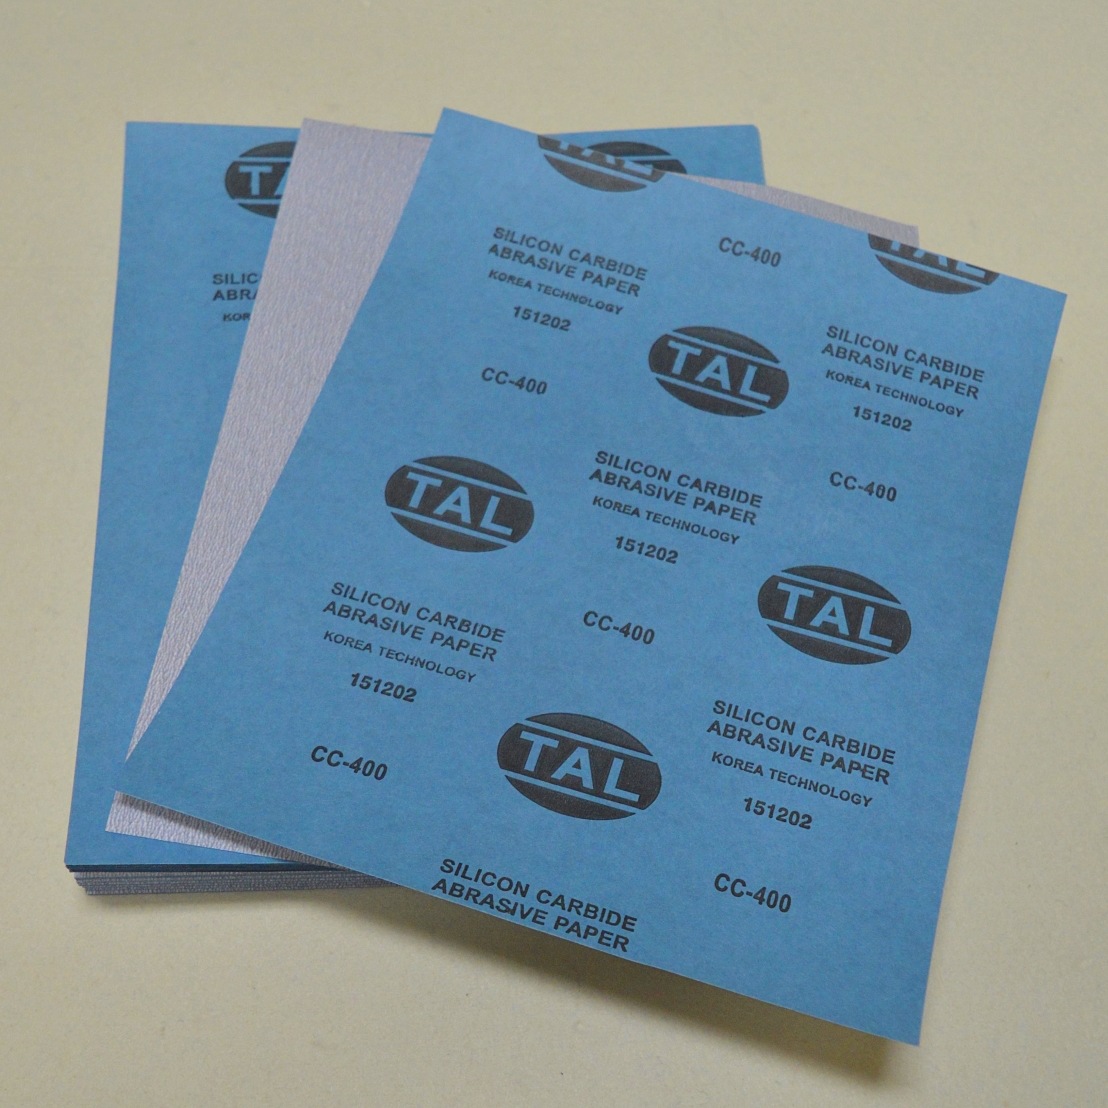 TAL
TAL
SILICON CARBIDE
ABRASIVE PAPER
KOREA TECHNOLOGY
151202
CC-400
CC-400
TAL
SILICON CARBIDE
ABRASIVE PAPER
KOREA TECHNOLOGY
151202
TAL
CC-400
TAL
SILICON CARBIDE
ABRASIVE PAPER
KOREA TECHNOLOGY
151202
CC-400
TAL
SILICON CARBIDE
ABRASIVE PAPER
KOREA TECHNOLOGY
151202
CC-400
SILICON CARBIDE
ABRASIVE PAPER
KOREA TECHNOLOGY
151202
CC-400
TAL
SILICON CARBIDE
ABRASIVE PAPER
CC-400